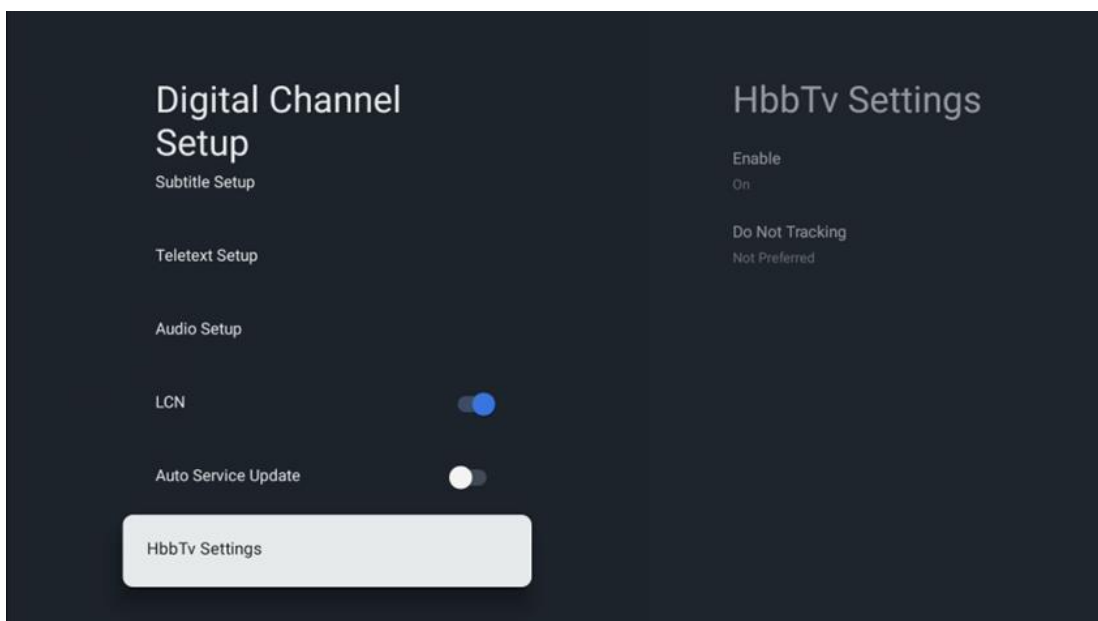 Digital Channel
Setup
Subtitle Setup
Teletext Setup
Audio Setup
LCN
Auto Service Update
HbbTv Settings
HbbTv Settings
Enable
On
Do Not Tracking
Not Preferred